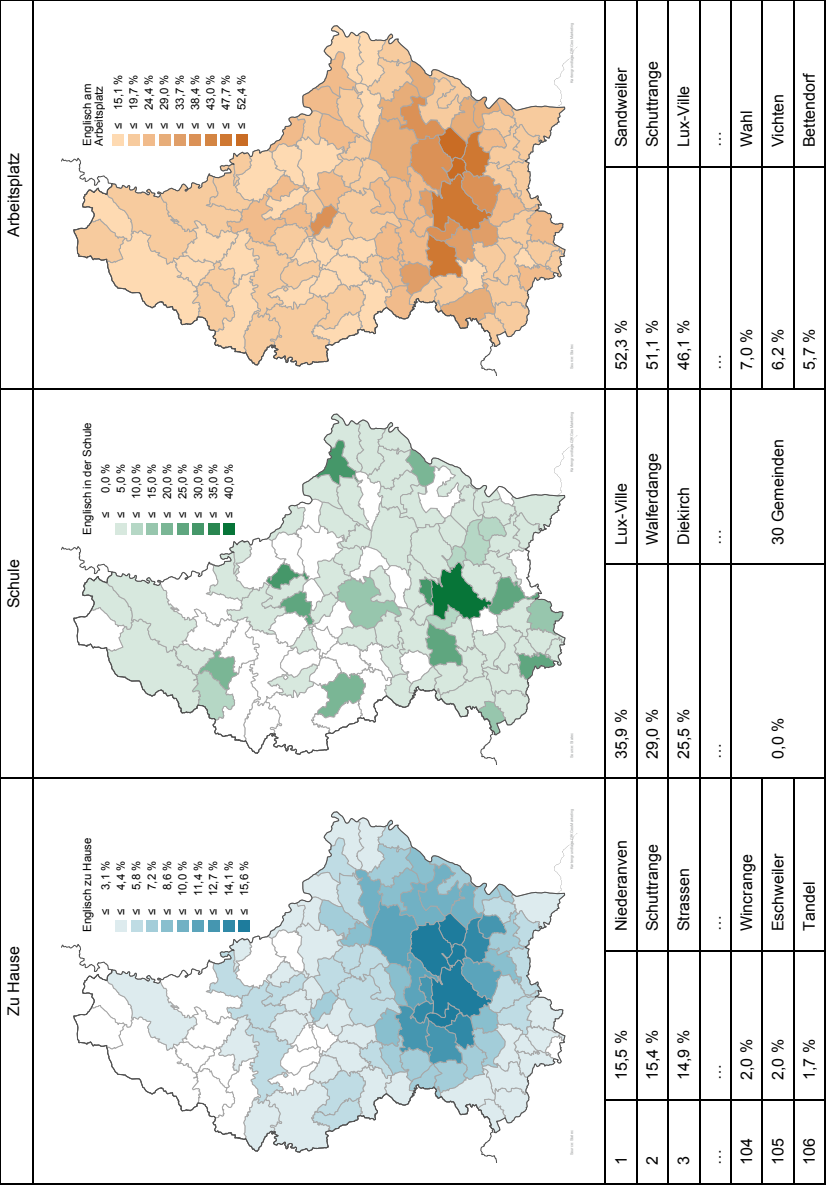 Zu Hause
Schule
Arbeitsplatz
Englisch zu Hause
≤ 3,1 %
≤ 4,4 %
≤ 5,8 %
≤ 7,2 %
≤ 8,6 %
≤ 10,0 %
≤ 11,4 %
≤ 12,7 %
≤ 14,1 %
≤ 15,6 %
Englisch in der Schule
≤ 0,0 %
≤ 5,0 %
≤ 10,0 %
≤ 15,0 %
≤ 20,0 %
≤ 25,0 %
≤ 30,0 %
≤ 35,0 %
≤ 40,0 %
Englisch am
Arbeitsplatz
≤ 15,1 %
≤ 19,7 %
≤ 24,4 %
≤ 29,0 %
≤ 33,7 %
≤ 38,4 %
≤ 43,0 %
≤ 47,7 %
≤ 52,4 %
1 15,5 % Niederanven 35,9 % Lux-Ville 52,3 % Sandweiler
2 15,4 % Schuttrange 29,0 % Walferdange 51,1 % Schuttrange
3 14,9 % Strassen 25,5 % Diekirch 46,1 % Lux-Ville
… … … … … … …
104 2,0 % Wincrange 0,0 % 30 Gemeinden 7,0 % Wahl
105 2,0 % Eschweiler 6,2 % Vichten
106 1,7 % Tandel 5,7 % Bettendorf